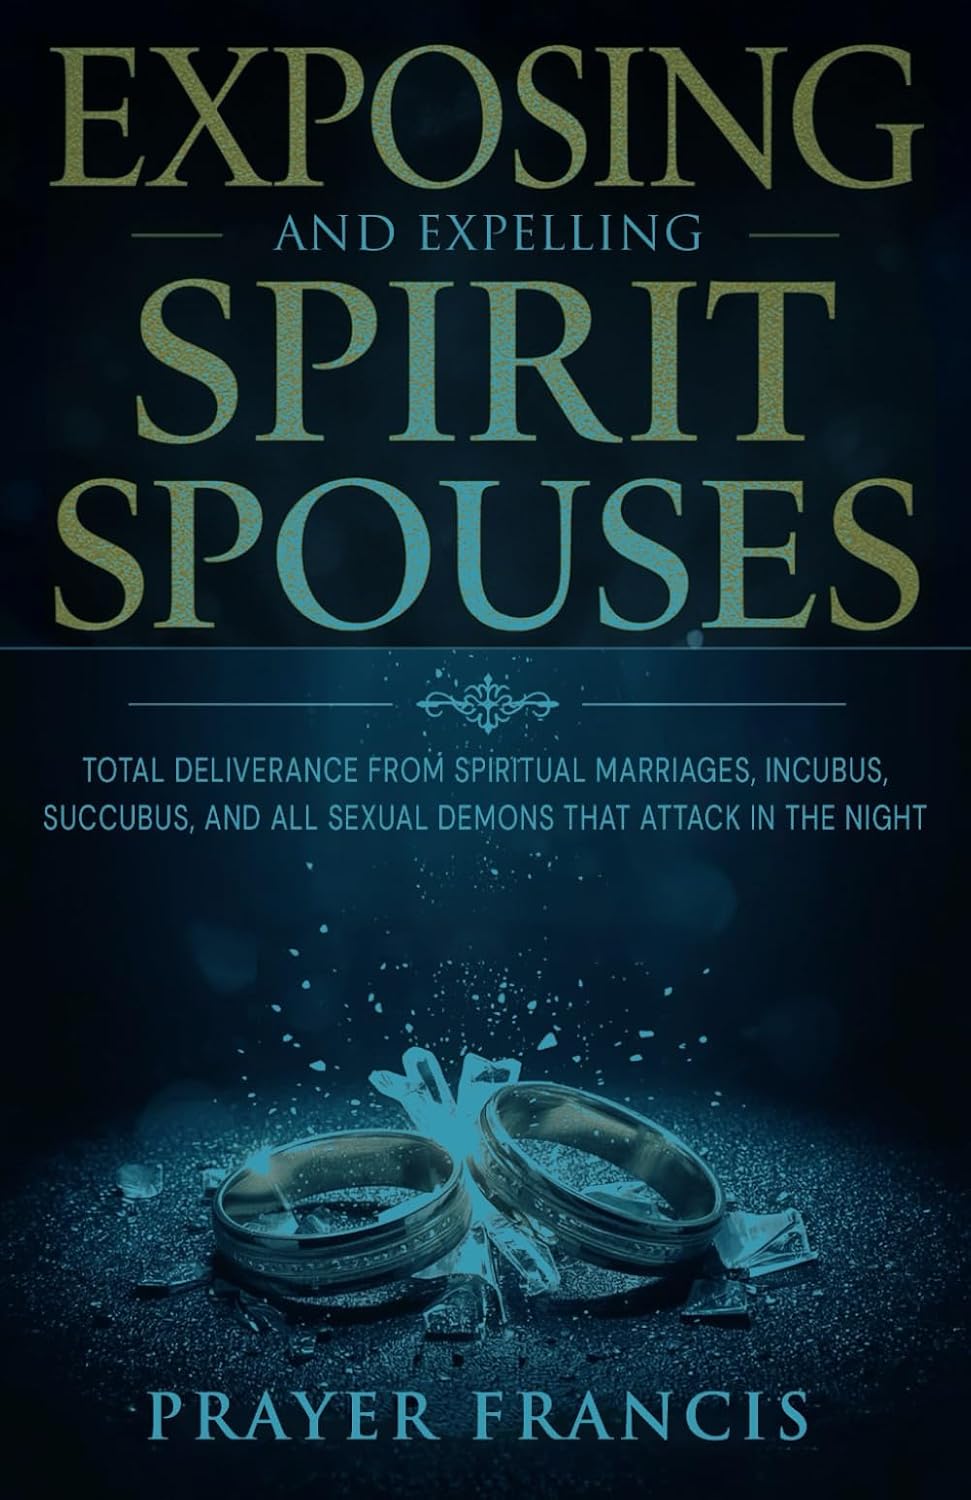 EXPOSING
AND EXPELLING
SPIRIT
SPOUSES
TOTAL DELIVERANCE FROM SPIRITUAL MARRIAGES, INCUBUS,
SUCCUBUS, AND ALL SEXUAL DEMONS THAT ATTACK IN THE NIGHT
PRAYER FRANCIS